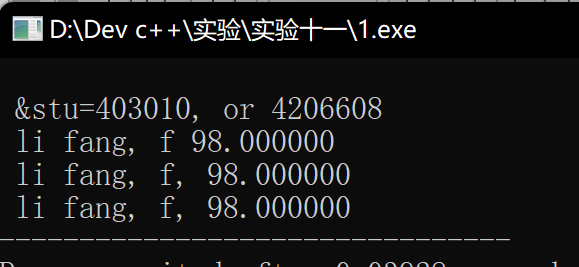 D:\Dev c++\实验\实验十一\1.exe
&stu=403010, or 4206608
li fang, f 98.000000
li fang, f, 98.000000
li fang, f, 98.000000
--------------------------------